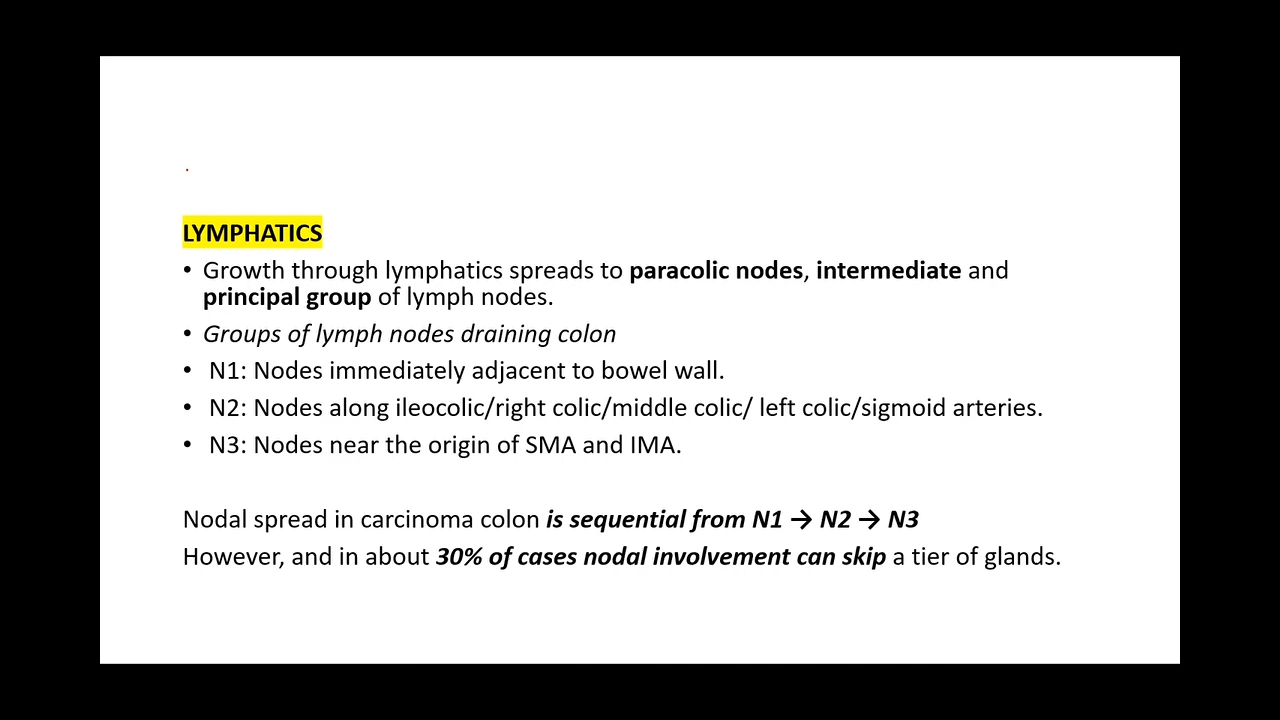 LYMPHATICS
• Growth through lymphatics spreads to paracolic nodes, intermediate and
principal group of lymph nodes.
• Groups of lymph nodes draining colon
• N1: Nodes immediately adjacent to bowel wall.
• N2: Nodes along ileocolic/right colic/middle colic/ left colic/sigmoid arteries.
• N3: Nodes near the origin of SMA and IMA.
Nodal spread in carcinoma colon is sequential from N1 → N2 → N3
However, and in about 30% of cases nodal involvement can skip a tier of glands.